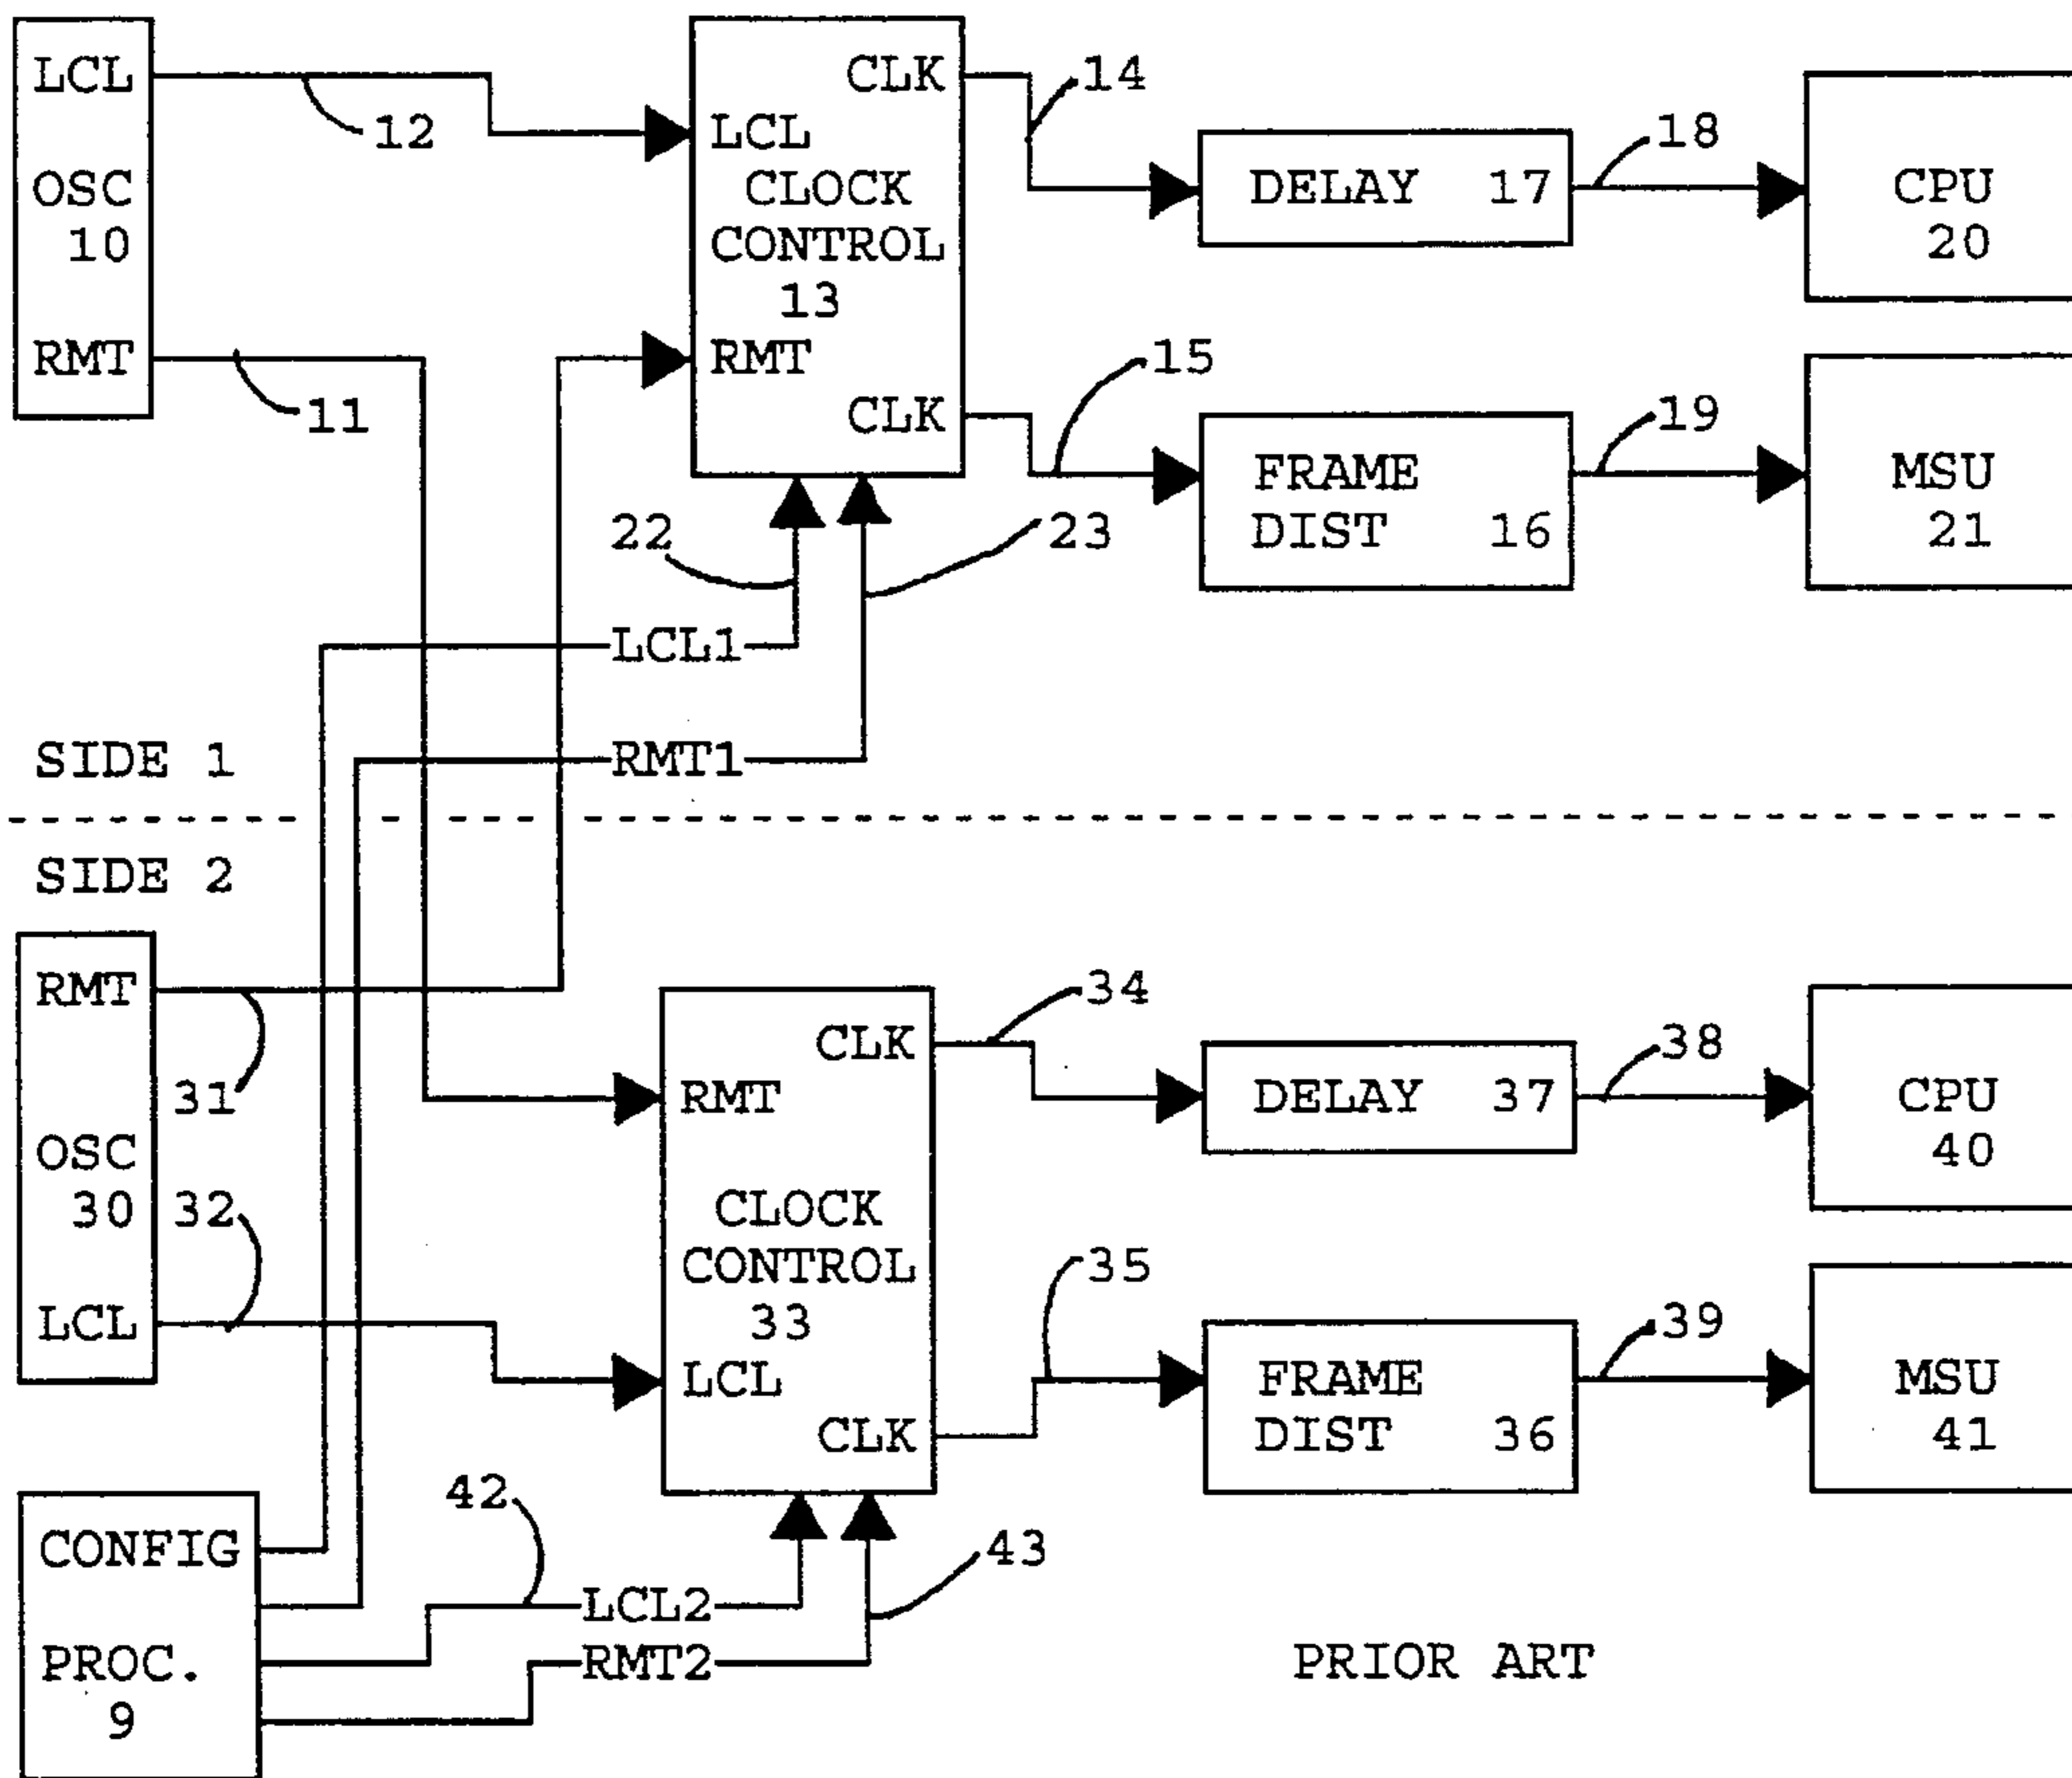 LCL
OSC
10
RMT
12
11
CLK
LCL
CLOCK
CONTROL
13
RMT
CLK
14
15
DELAY 17
FRAME
DIST 16
18
19
CPU
20
MSU
21
22
23
LCL1
RMT1
SIDE 1
SIDE 2
RMT
OSC
30
LCL
31
32
CLK
RMT
CLOCK
CONTROL
33
LCL
CLK
34
35
DELAY 37
FRAME
DIST 36
38
39
CPU
40
MSU
41
CONFIG
PROC.
9
42
43
LCL2
RMT2
PRIOR ART